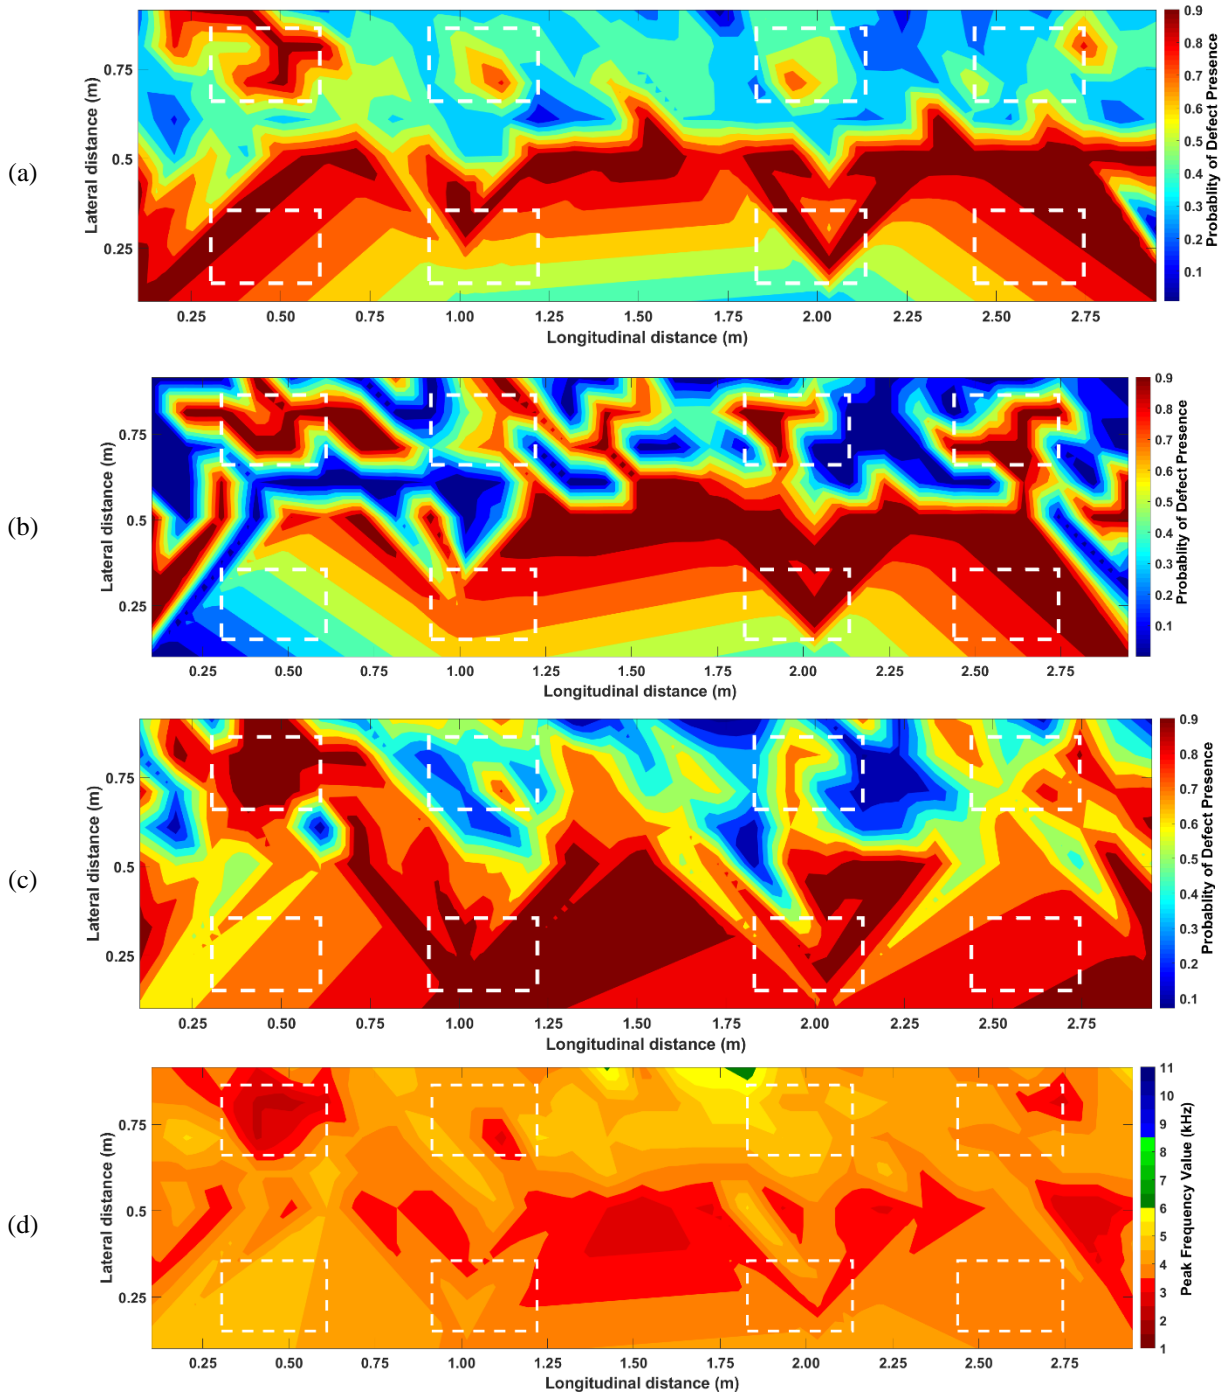 (a)
Lateral distance (m)
0.75
0.5
0.25
0.25 0.50 0.75 1.00 1.25 1.50 1.75 2.00 2.25 2.50 2.75
Longitudinal distance (m)
0.9
0.8
0.7
0.6
0.5
0.4
0.3
0.2
0.1
Probablity of Defect Presence
(b)
Lateral distance (m)
0.75
0.5
0.25
0.25 0.50 0.75 1.00 1.25 1.50 1.75 2.00 2.25 2.50 2.75
Longitudinal distance (m)
0.9
0.8
0.7
0.6
0.5
0.4
0.3
0.2
0.1
Probablity of Defect Presence
(c)
Lateral distance (m)
0.75
0.5
0.25
0.25 0.50 0.75 1.00 1.25 1.50 1.75 2.00 2.25 2.50 2.75
Longitudinal distance (m)
0.9
0.8
0.7
0.6
0.5
0.4
0.3
0.2
0.1
Probablity of Defect Presence
(d)
Lateral distance (m)
0.75
0.5
0.25
0.25 0.50 0.75 1.00 1.25 1.50 1.75 2.00 2.25 2.50 2.75
Longitudinal distance (m)
11
10
9
8
7
6
5
4
3
2
1
Peak Frequency Value (kHz)